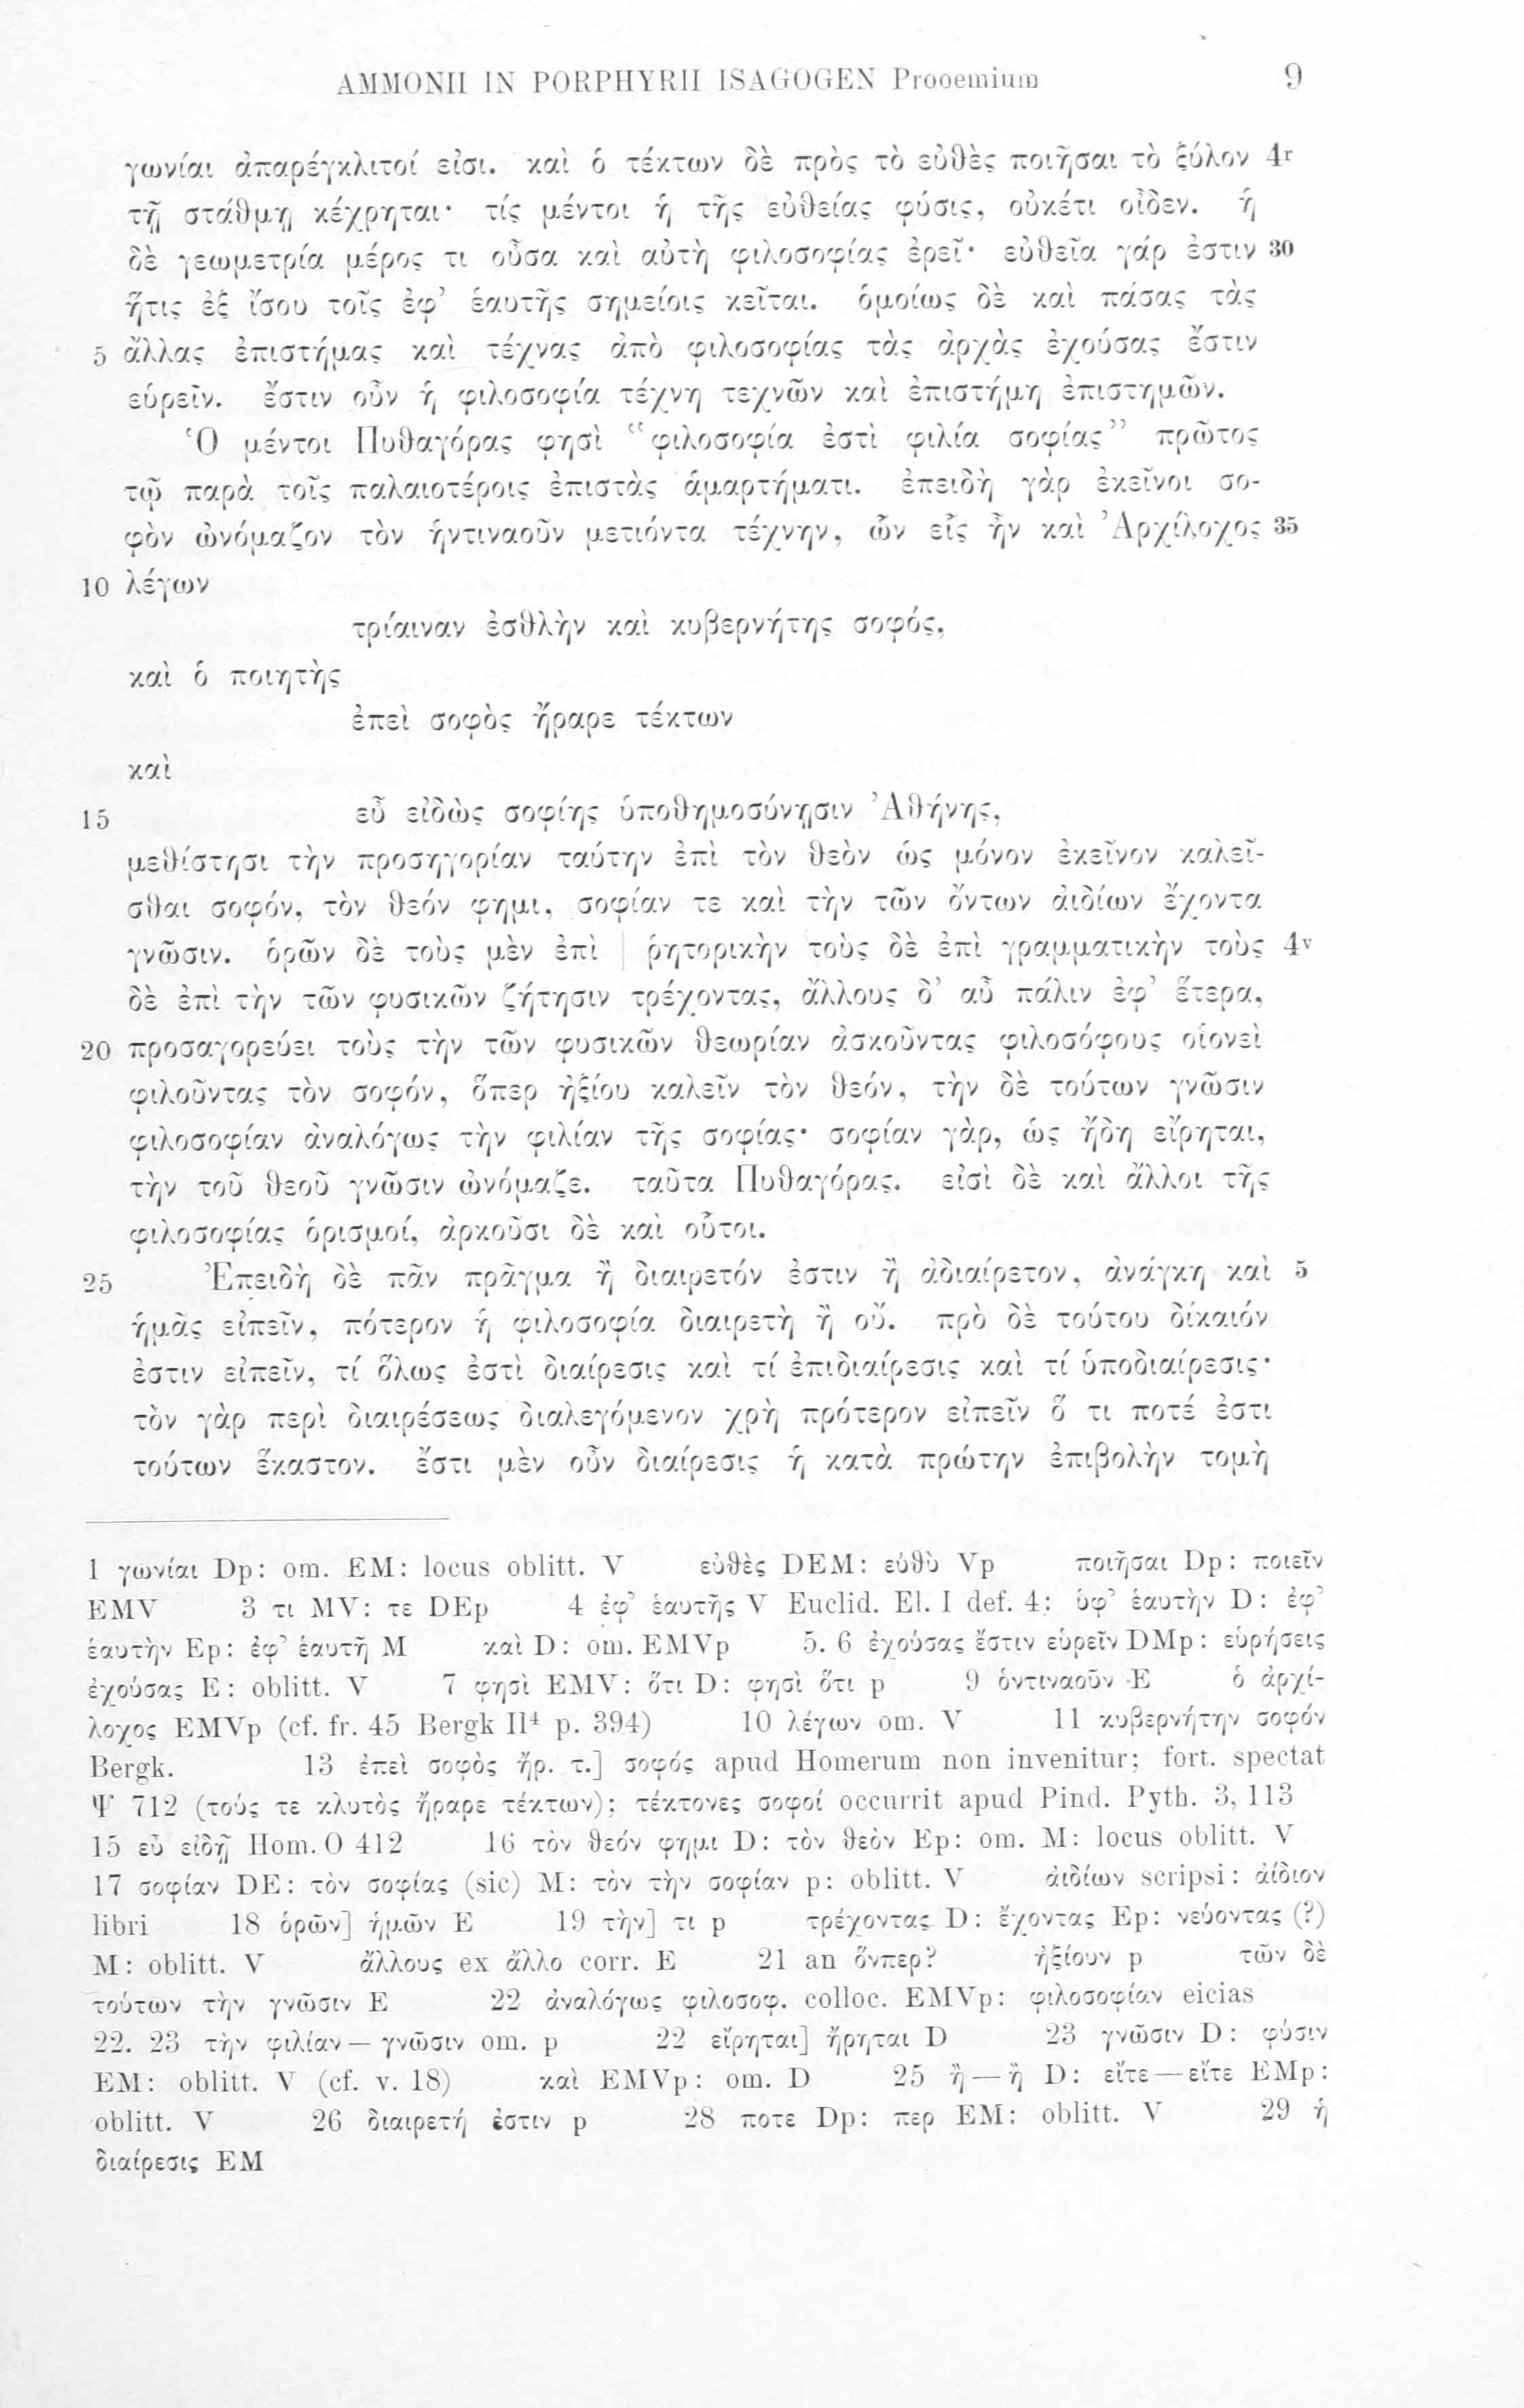 AMMONII IN PORPHYRII ISAGOGEN Prooemium 9
γωνίαι ἀπαρέγκλιτοί εἰσι. καὶ ὁ τέκτων δὲ πρὸς τὸ εὐθὲς ποιῆσαι τὸ ξύλον 4r
τῇ στάθμῃ κέχρηται· τίς μέντοι ἡ τῆς εὐθείας φύσις, οὐκέτι οἶδεν. ἡ
δὲ γεωμετρία μέρος τι οὖσα καὶ αὐτὴ φιλοσοφίας ἐρεῖ· εὐθεῖα γάρ ἐστιν 30
ἥτις ἐξ ἴσου τοῖς ἐφ’ ἑαυτῆς σημείοις κεῖται. ὁμοίως δὲ καὶ πάσας τὰς
5 ἄλλας ἐπιστήμας καὶ τέχνας ἀπὸ φιλοσοφίας τὰς ἀρχὰς ἐχούσας ἔστιν
εὑρεῖν. ἔστιν οὖν ἡ φιλοσοφία τέχνη τεχνῶν καὶ ἐπιστήμη ἐπιστημῶν.
Ὁ μέντοι Πυθαγόρας φησὶ “φιλοσοφία ἐστὶ φιλία σοφίας” πρῶτος
τῷ παρὰ τοῖς παλαιοτέροις ἐπιστὰς ἁμαρτήματι. ἐπειδὴ γὰρ ἐκεῖνοι σο-
φὸν ὠνόμαζον τὸν ἡντιναοῦν μετιόντα τέχνην, ὧν εἷς ἦν καὶ Ἀρχίλοχος 35
10 λέγων
τρίαιναν ἐσθλὴν καὶ κυβερνήτης σοφός,
καὶ ὁ ποιητὴς
ἐπεὶ σοφὸς ἤραρε τέκτων
καὶ
15 εὖ εἰδὼς σοφίης ὑποθημοσύνῃσιν Ἀθήνης,
μεθίστησι τὴν προσηγορίαν ταύτην ἐπὶ τὸν θεὸν ὡς μόνον ἐκεῖνον καλεῖ-
σθαι σοφόν, τὸν θεόν φημι, σοφίαν τε καὶ τὴν τῶν ὄντων ἀιδίων ἔχοντα
γνῶσιν. ὁρῶν δὲ τοὺς μὲν ἐπὶ | ῥητορικὴν τοὺς δὲ ἐπὶ γραμματικὴν τοὺς 4v
δὲ ἐπὶ τὴν τῶν φυσικῶν ζήτησιν τρέχοντας, ἄλλους δ’ αὖ πάλιν ἐφ’ ἕτερα,
20 προσαγορεύει τοὺς τὴν τῶν φυσικῶν θεωρίαν ἀσκοῦντας φιλοσόφους οἱονεὶ
φιλοῦντας τὸν σοφόν, ὅπερ ἠξίου καλεῖν τὸν θεόν, τὴν δὲ τούτων γνῶσιν
φιλοσοφίαν ἀναλόγως τὴν φιλίαν τῆς σοφίας· σοφίαν γὰρ, ὡς ἤδη εἴρηται,
τὴν τοῦ θεοῦ γνῶσιν ὠνόμαζε. ταῦτα Πυθαγόρας. εἰσὶ δὲ καὶ ἄλλοι τῆς
φιλοσοφίας ὁρισμοί, ἀρκοῦσι δὲ καὶ οὗτοι.
25 Ἐπειδὴ δὲ πᾶν πρᾶγμα ἢ διαιρετόν ἐστιν ἢ ἀδιαίρετον, ἀνάγκη καὶ 5
ἡμᾶς εἰπεῖν, πότερον ἡ φιλοσοφία διαιρετὴ ἢ οὔ. πρὸ δὲ τούτου δίκαιόν
ἐστιν εἰπεῖν, τί ὅλως ἐστὶ διαίρεσις καὶ τί ἐπιδιαίρεσις καὶ τί ὑποδιαίρεσις·
τὸν γὰρ περὶ διαιρέσεως διαλεγόμενον χρὴ πρότερον εἰπεῖν ὅ τι ποτέ ἐστι
τούτων ἕκαστον. ἔστι μὲν οὖν διαίρεσις ἡ κατὰ πρώτην ἐπιβολὴν τομὴ
1 γωνίαι Dp: om. EM: locus oblitt. V εὐθὲς DEM: εὐθὺ Vp ποιῆσαι Dp: ποιεῖν
EMV 3 τι MV: τε DEp 4 ἐφ’ ἑαυτῆς V Euclid. El. I def. 4: ὑφ’ ἑαυτὴν D: ἐφ’
ἑαυτὴν Ep: ἐφ’ ἑαυτῇ M καὶ D: om. EMVp 5. 6 ἐχούσας ἔστιν εὑρεῖν DMp: εὑρήσεις
ἐχούσας E: oblitt. V 7 φησὶ EMV: ὅτι D: φησὶ ὅτι p 9 ὁντιναοῦν E ὁ ἀρχί-
λοχος EMVp (cf. fr. 45 Bergk II⁴ p. 394) 10 λέγων om. V 11 κυβερνήτην σοφόν
Bergk. 13 ἐπεὶ σοφὸς ἤρ. τ.] σοφός apud Homerum non invenitur; fort. spectat
Ψ 712 (τούς τε κλυτὸς ἤραρε τέκτων); τέκτονες σοφοί occurrit apud Pind. Pyth. 3, 113
15 εὖ εἰδῇ Hom. O 412 16 τὸν θεόν φημι D: τὸν θεὸν Ep: om. M: locus oblitt. V
17 σοφίαν DE: τὸν σοφίας (sic) M: τὸν τὴν σοφίαν p: oblitt. V ἀιδίων scripsi: ἀίδιον
libri 18 ὁρῶν] ἡμῶν E 19 τὴν] τι p τρέχοντας D: ἔχοντας Ep: νεύοντας (?)
M: oblitt. V ἄλλους ex ἄλλο corr. E 21 an ὅνπερ? ἠξίουν p τῶν δὲ
τούτων τὴν γνῶσιν E 22 ἀναλόγως φιλοσοφ. colloc. EMVp: φιλοσοφίαν eicias
22. 23 τὴν φιλίαν — γνῶσιν om. p 22 εἴρηται] ἤρηται D 23 γνῶσιν D: φύσιν
EM: oblitt. V (cf. v. 18) καὶ EMVp: om. D 25 ἢ — ἢ D: εἴτε — εἴτε EMp:
oblitt. V 26 διαιρετή ἐστιν p 28 ποτε Dp: περ EM: oblitt. V 29 ἡ
διαίρεσις EM